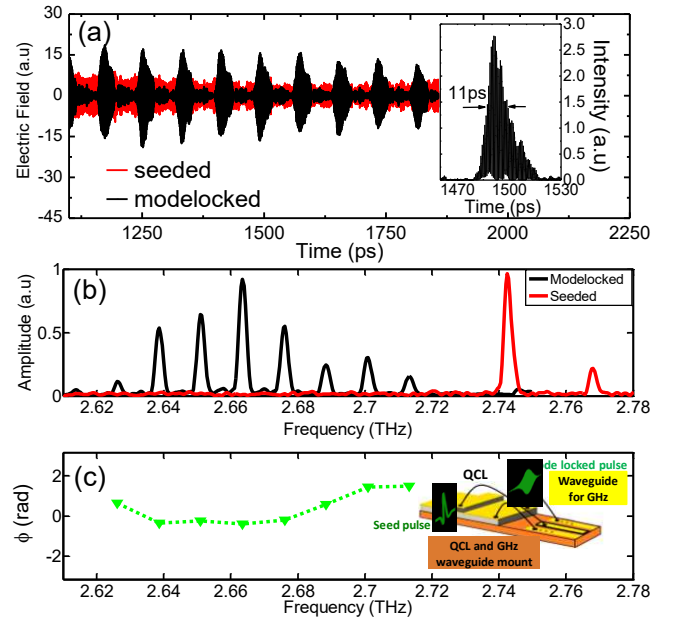 (a)
Electric Field (a.u)
30
15
0
-15
-30
-45
seeded
modelocked
1250
1500
1750
2000
2250
Time (ps)
11ps
3.0
2.5
2.0
1.5
1.0
0.5
0.0
Intensity (a.u)
1470
1500
1530
Time (ps)
(b)
Amplitude (a.u)
1
0.5
0
Modelocked
Seeded
2.62
2.64
2.66
2.68
2.7
2.72
2.74
2.76
2.78
Frequency (THz)
(c)
ϕ (rad)
2
0
-2
Seed pulse
QCL
de locked pulse
Waveguide
for GHz
QCL and GHz
waveguide mount
2.62
2.64
2.66
2.68
2.7
2.72
2.74
2.76
2.78
Frequency (THz)